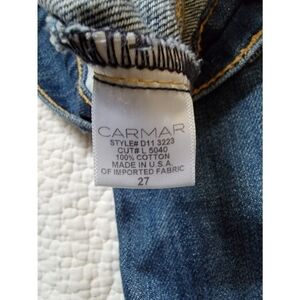 CARMAR
STYLE# D11 3223
CUT# L 5040
100% COTTON
MADE IN U.S.A.
OF IMPORTED FABRIC
27